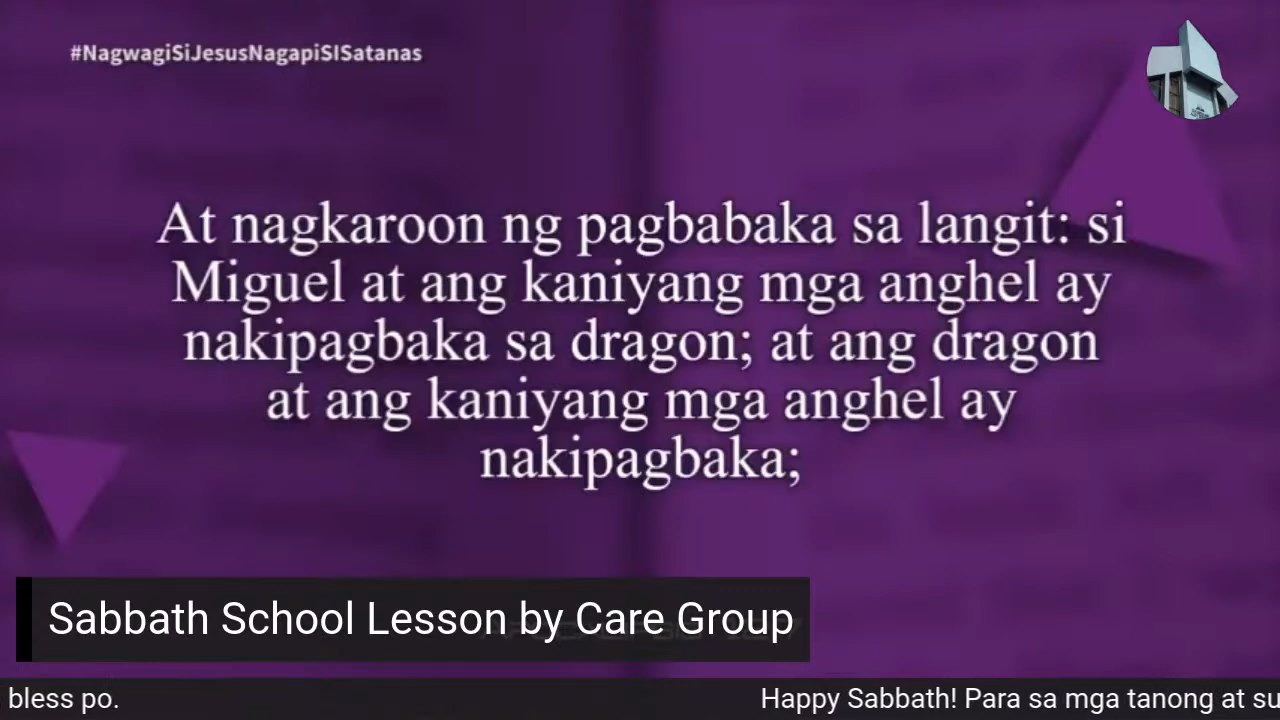 #NagwagiSiJesusNagapiSISatanas
At nagkaroon ng pagbabaka sa langit: si
Miguel at ang kaniyang mga anghel ay
nakipagbaka sa dragon; at ang dragon
at ang kaniyang mga anghel ay
nakipagbaka;
Sabbath School Lesson by Care Group
bless po.
Happy Sabbath! Para sa mga tanong at su